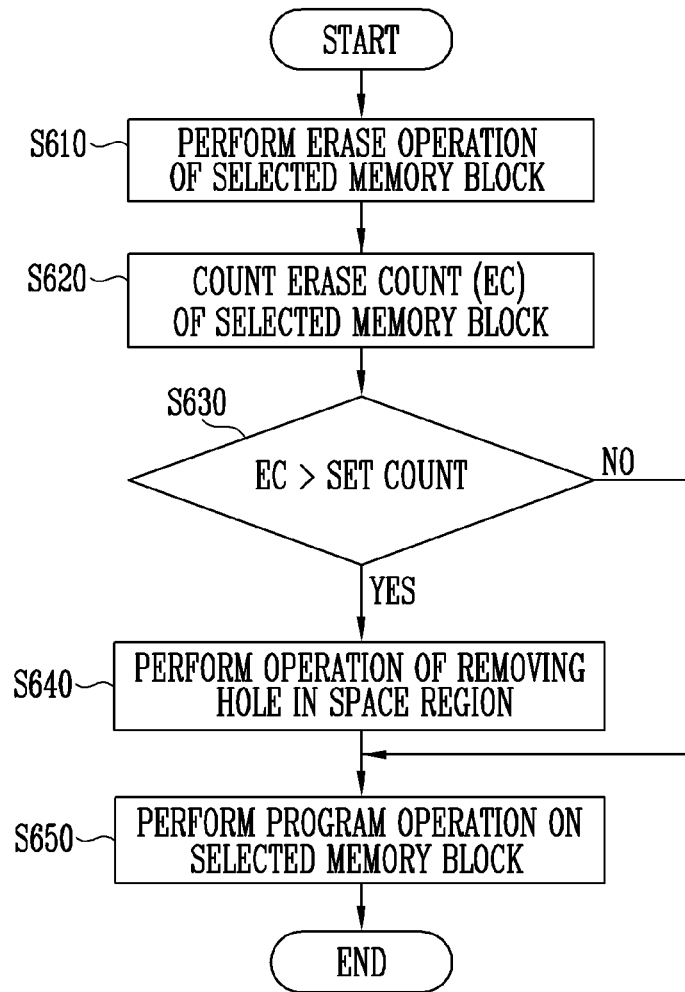 START
S610
PERFORM ERASE OPERATION
OF SELECTED MEMORY BLOCK
S620
COUNT ERASE COUNT (EC)
OF SELECTED MEMORY BLOCK
S630
EC > SET COUNT
NO
YES
S640
PERFORM OPERATION OF REMOVING
HOLE IN SPACE REGION
S650
PERFORM PROGRAM OPERATION ON
SELECTED MEMORY BLOCK
END